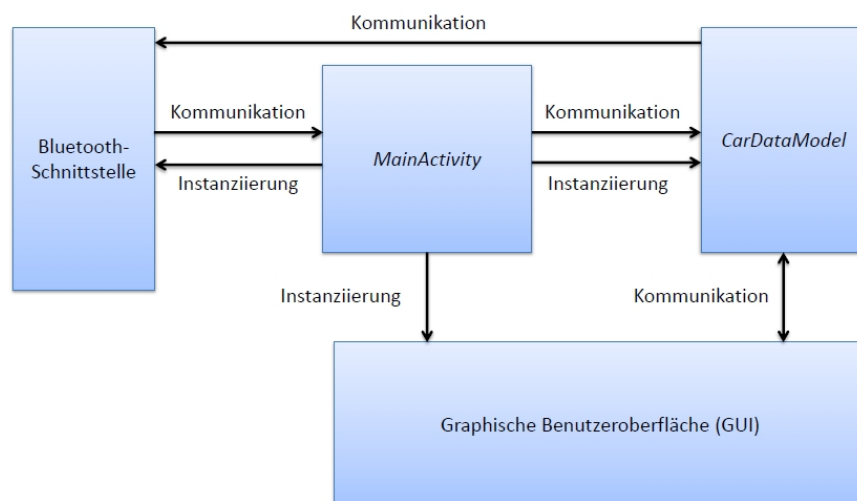 Kommunikation
Kommunikation
Kommunikation
Bluetooth-
Schnittstelle
MainActivity
CarDataModel
Instanziierung
Instanziierung
Instanziierung
Kommunikation
Graphische Benutzeroberfläche (GUI)